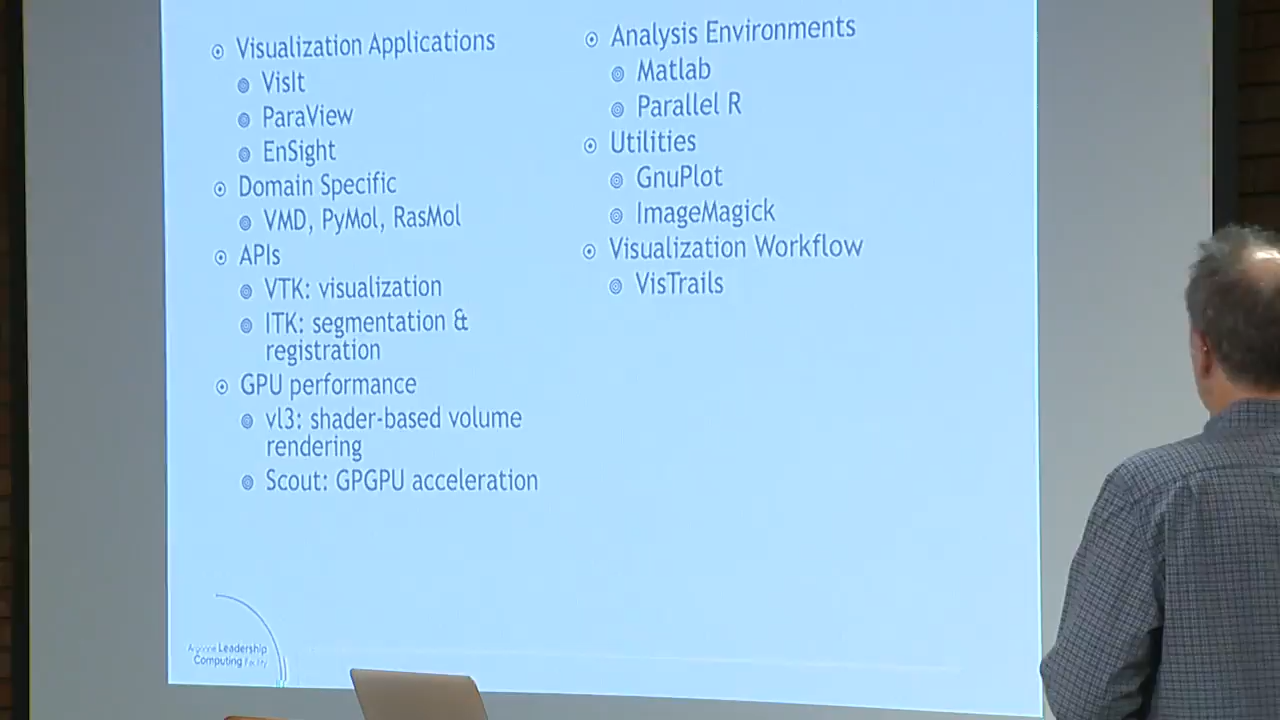 Visualization Applications
VisIt
ParaView
EnSight
Domain Specific
VMD, PyMol, RasMol
APIs
VTK: visualization
ITK: segmentation &
registration
GPU performance
vl3: shader-based volume
rendering
Scout: GPGPU acceleration
Analysis Environments
Matlab
Parallel R
Utilities
GnuPlot
ImageMagick
Visualization Workflow
VisTrails
Argonne Leadership
Computing Facility